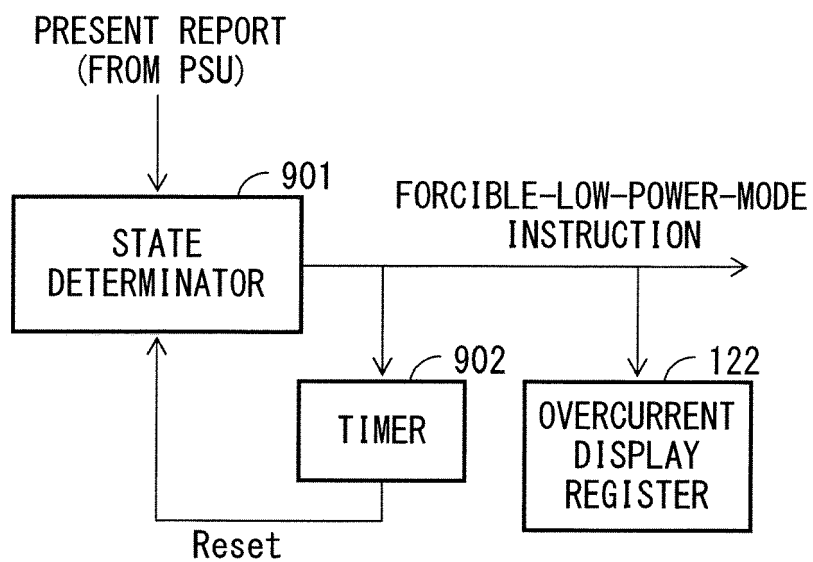 PRESENT REPORT
(FROM PSU)
901
STATE
DETERMINATOR
FORCIBLE-LOW-POWER-MODE
INSTRUCTION
902
TIMER
122
OVERCURRENT
DISPLAY
REGISTER
Reset